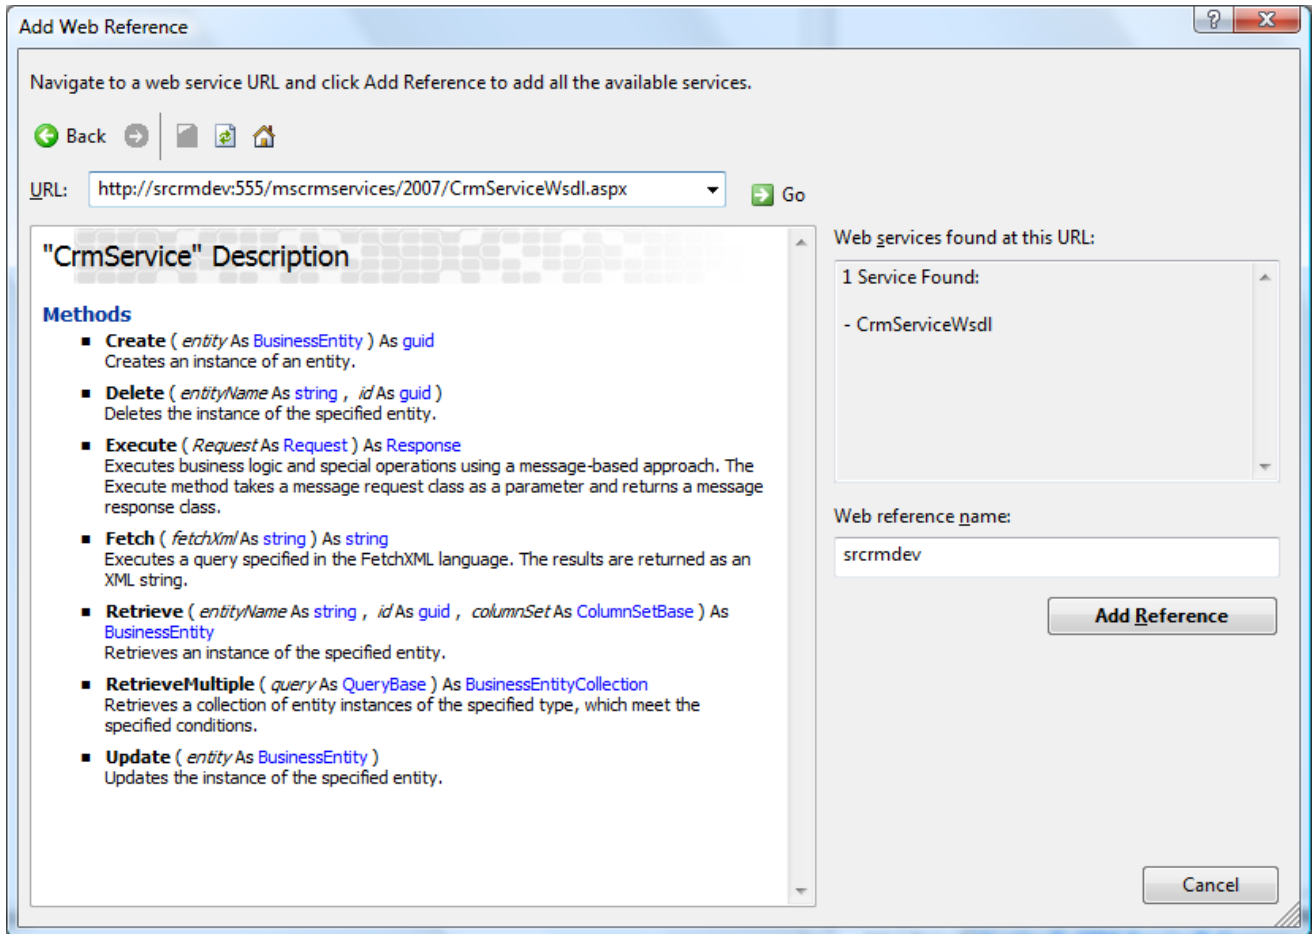 Add Web Reference
Navigate to a web service URL and click Add Reference to add all the available services.
Back
URL: http://srcrmdev:555/mscrmservices/2007/CrmServiceWsdl.aspx Go
"CrmService" Description
Methods
Create ( entity As BusinessEntity ) As guid
Creates an instance of an entity.
Delete ( entityName As string , id As guid )
Deletes the instance of the specified entity.
Execute ( Request As Request ) As Response
Executes business logic and special operations using a message-based approach. The
Execute method takes a message request class as a parameter and returns a message
response class.
Fetch ( fetchXml As string ) As string
Executes a query specified in the FetchXML language. The results are returned as an
XML string.
Retrieve ( entityName As string , id As guid , columnSet As ColumnSetBase ) As
BusinessEntity
Retrieves an instance of the specified entity.
RetrieveMultiple ( query As QueryBase ) As BusinessEntityCollection
Retrieves a collection of entity instances of the specified type, which meet the
specified conditions.
Update ( entity As BusinessEntity )
Updates the instance of the specified entity.
Web services found at this URL:
1 Service Found:
- CrmServiceWsdl
Web reference name:
srcrmdev
Add Reference
Cancel